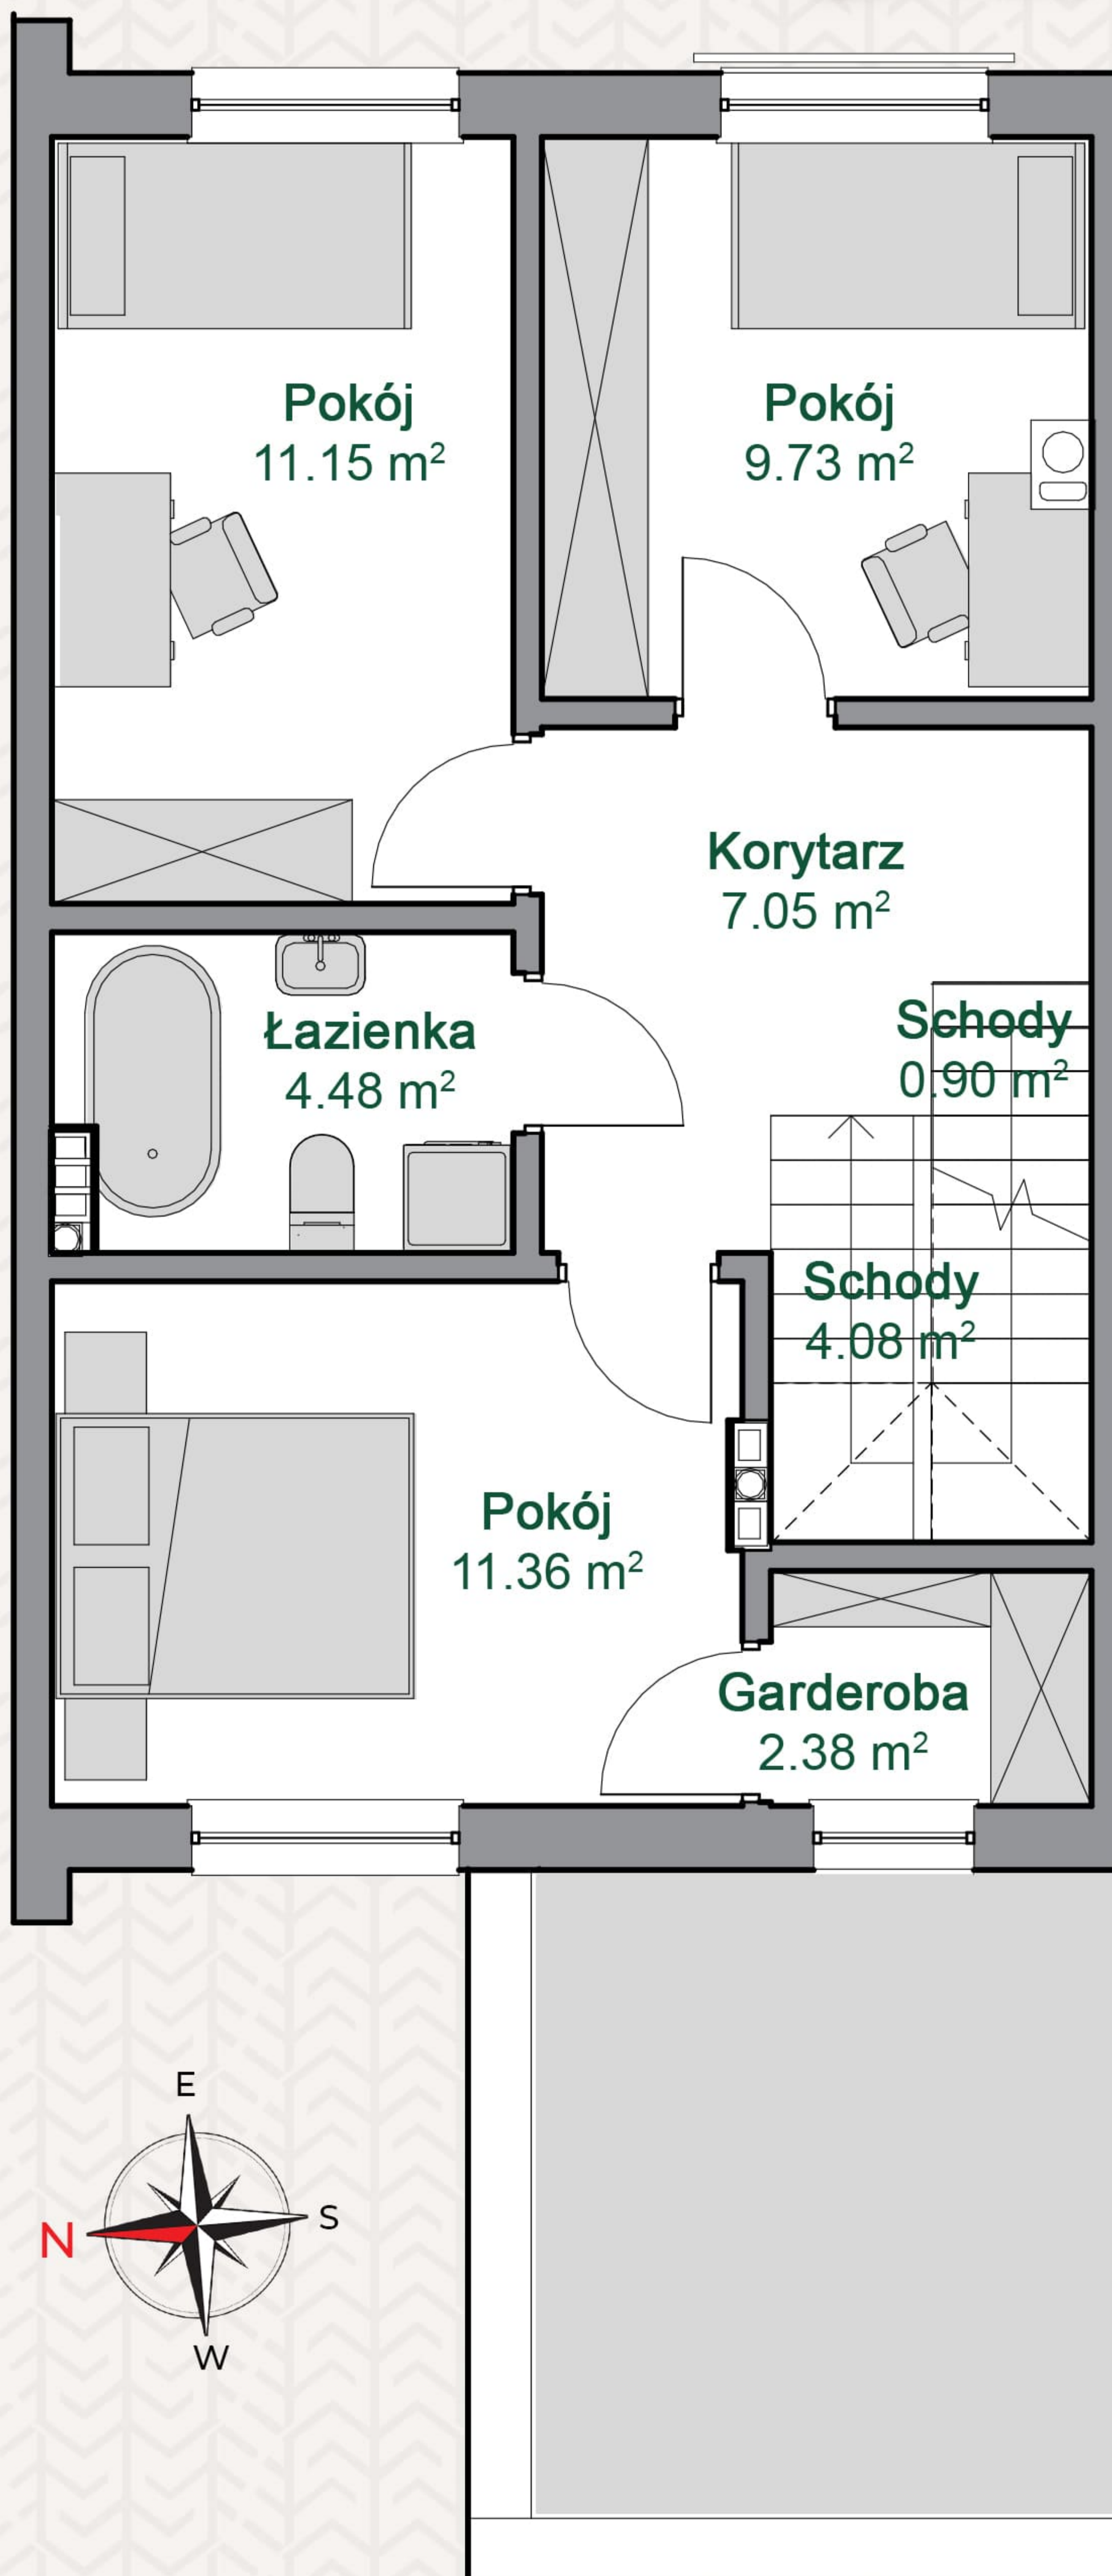 Pokój
11.15 m²
Pokój
9.73 m²
Korytarz
7.05 m²
Schody
0.90 m²
Łazienka
4.48 m²
Schody
4.08 m²
Pokój
11.36 m²
Garderoba
2.38 m²
E
N
S
W